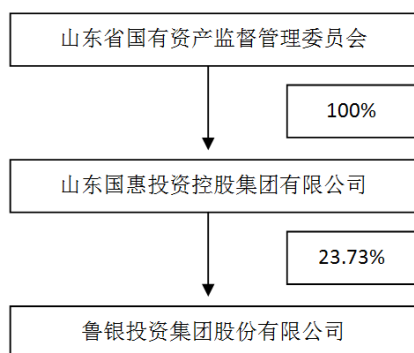 山东省国有资产监督管理委员会
100%
山东国惠投资控股集团有限公司
23.73%
鲁银投资集团股份有限公司